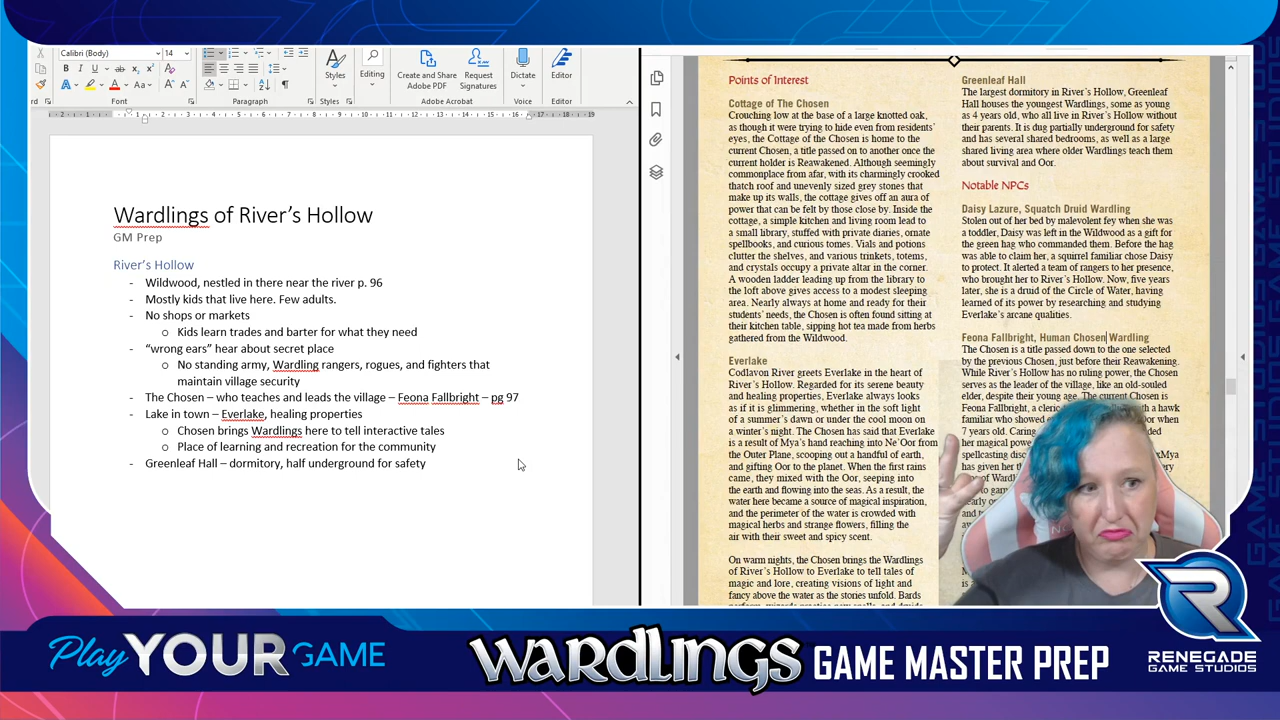 Calibri (Body)
14
Styles
Editing
Create and Share
Adobe PDF
Request
Signatures
Dictate
Editor
Font
Paragraph
Styles
Adobe Acrobat
Voice
Editor
Wardlings of River's Hollow
GM Prep
River's Hollow
- Wildwood, nestled in there near the river p. 96
- Mostly kids that live here. Few adults.
- No shops or markets
o Kids learn trades and barter for what they need
- “wrong ears” hear about secret place
o No standing army, Wardling rangers, rogues, and fighters that
maintain village security
- The Chosen – who teaches and leads the village – Feona Fallbright – pg 97
- Lake in town – Everlake, healing properties
o Chosen brings Wardlings here to tell interactive tales
o Place of learning and recreation for the community
- Greenleaf Hall – dormitory, half underground for safety
Points of Interest
Cottage of The Chosen
Crouching low at the base of a large knotted oak,
as though it were trying to hide even from residents'
eyes, the Cottage of the Chosen is home to the
current Chosen, a title passed on to another once the
current holder is Reawakened. Although seemingly
commonplace from afar, with its charmingly crooked
thatch roof and unevenly sized grey stones that
make up its walls, the cottage gives off an aura of
power that can be felt by those close by. Inside the
cottage, a simple kitchen and living room lead to
a small library, stuffed with private diaries, ornate
spellbooks, and curious tomes. Vials and potions
clutter the shelves, and various trinkets, totems,
and crystals occupy a private altar in the corner.
A wooden ladder leading up from the library to
the loft above gives access to a modest sleeping
area. Nearly always at home and ready for their
students' needs, the Chosen is often found sitting at
their kitchen table, sipping hot tea made from herbs
gathered from the Wildwood.
Everlake
Codlavon River greets Everlake in the heart of
River's Hollow. Regarded for its serene beauty
and healing properties, Everlake always looks
as if it is glimmering, whether in the soft light
of a summer's dawn or under the cool moon on
a winter's night. The Chosen has said that Everlake
is a result of Mya's hand reaching into Ne'Oor from
the Outer Plane, scooping out a handful of earth,
and gifting Oor to the planet. When the first rains
came, they mixed with the Oor, seeping into
the earth and flowing into the seas. As a result, the
water here became a source of magical inspiration,
and the perimeter of the water is crowded with
magical herbs and strange flowers, filling the
air with their sweet and spicy scent.
On warm nights, the Chosen brings the Wardlings
of River's Hollow to Everlake to tell tales of
magic and lore, creating visions of light and
fancy above the water as the stories unfold. Bards
Greenleaf Hall
The largest dormitory in River's Hollow, Greenleaf
Hall houses the youngest Wardlings, some as young
as 4 years old, who all live in River's Hollow without
their parents. It is dug partially underground for safety
and has several shared bedrooms, as well as a large
shared living area where older Wardlings teach them
about survival and Oor.
Notable NPCs
Daisy Lazure, Squatch Druid Wardling
Stolen out of her bed by malevolent fey when she was
a toddler, Daisy was left in the Wildwood as a gift for
the green hag who commanded them. Before the hag
was able to claim her, a squirrel familiar chose Daisy
to protect. It alerted a team of rangers to her presence,
who brought her to River's Hollow. Now, five years
later, she is a druid of the Circle of Water, having
learned of its power by researching and studying
Everlake's arcane qualities.
Feona Fallbright, Human Chosen Wardling
The Chosen is a title passed down to the one selected
by the previous Chosen, just before their Reawakening.
While River's Hollow has no ruling power, the Chosen
serves as the leader of the village, like an old-souled
elder, despite their young age. The current Chosen is
Feona Fallbright, a cleric with a hawk
familiar who showed Oor when
7 years old. Caring
her magical pow
spellcasting disc Mya
has given her th
of Wardl
Play YOUR GAME
WARDLINGS GAME MASTER PREP
R
RENEGADE
GAME STUDIOS